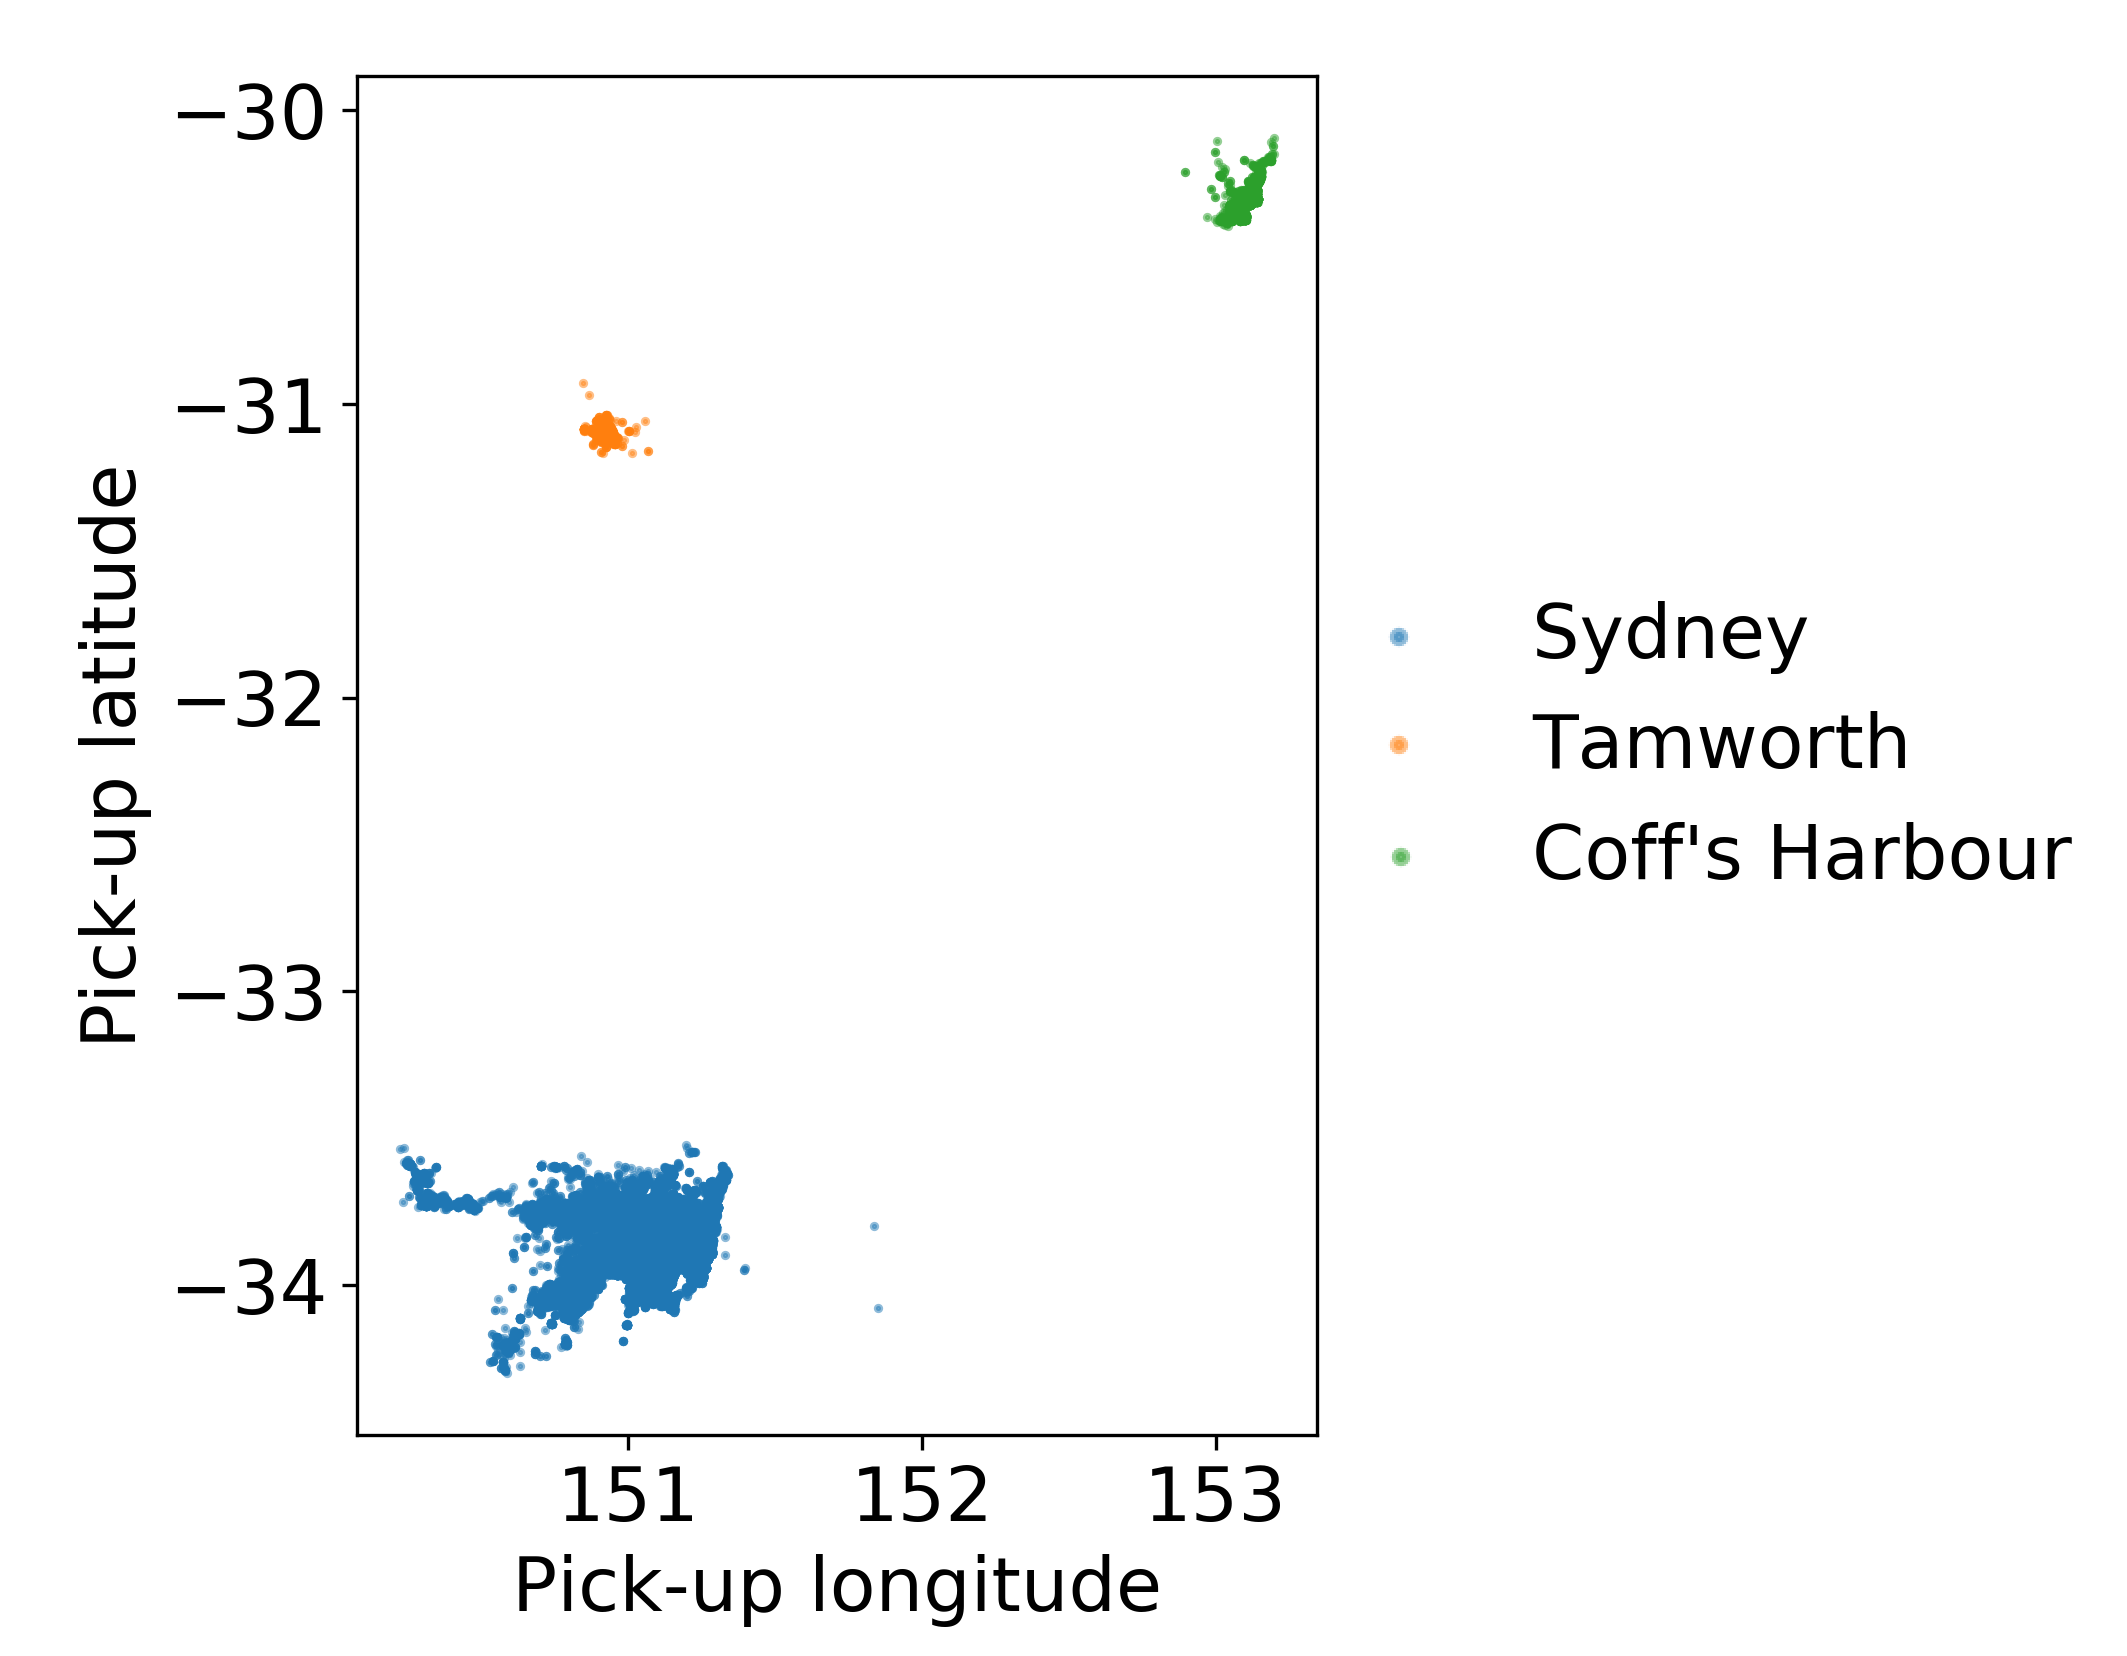 −30
−31
−32
−33
−34
Pick-up latitude
151 152 153
Pick-up longitude
Sydney
Tamworth
Coff's Harbour